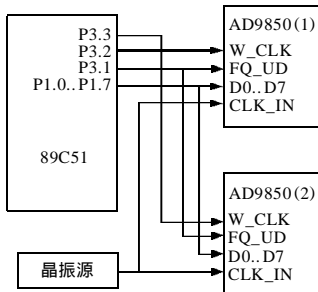 P3.3
P3.2
P3.1
P1.0..P1.7
89C51
AD9850(1)
W_CLK
FQ_UD
D0..D7
CLK_IN
AD9850(2)
W_CLK
FQ_UD
D0..D7
CLK_IN
晶振源